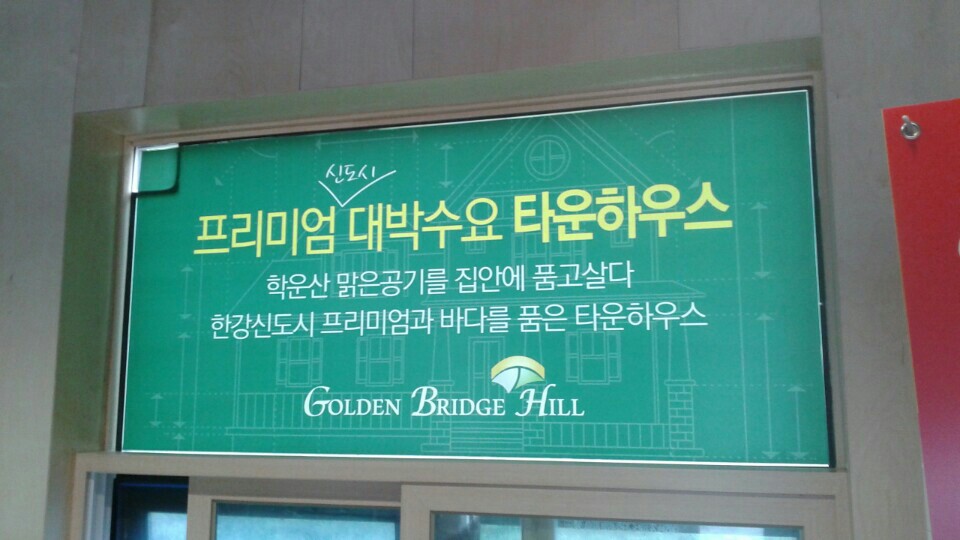 신도시
프리미엄 대박수요 타운하우스
학운산 맑은공기를 집안에 품고살다
한강신도시 프리미엄과 바다를 품은 타운하우스
GOLDEN BRIDGE HILL